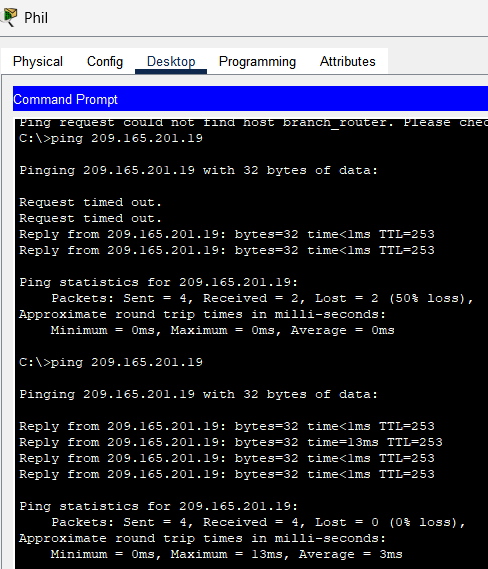 Phil
Physical Config Desktop Programming Attributes
Command Prompt
Ping request could not find host branch_router. Please chec
C:\>ping 209.165.201.19
Pinging 209.165.201.19 with 32 bytes of data:
Request timed out.
Request timed out.
Reply from 209.165.201.19: bytes=32 time<1ms TTL=253
Reply from 209.165.201.19: bytes=32 time<1ms TTL=253
Ping statistics for 209.165.201.19:
Packets: Sent = 4, Received = 2, Lost = 2 (50% loss),
Approximate round trip times in milli-seconds:
Minimum = 0ms, Maximum = 0ms, Average = 0ms
C:\>ping 209.165.201.19
Pinging 209.165.201.19 with 32 bytes of data:
Reply from 209.165.201.19: bytes=32 time<1ms TTL=253
Reply from 209.165.201.19: bytes=32 time=13ms TTL=253
Reply from 209.165.201.19: bytes=32 time<1ms TTL=253
Reply from 209.165.201.19: bytes=32 time<1ms TTL=253
Ping statistics for 209.165.201.19:
Packets: Sent = 4, Received = 4, Lost = 0 (0% loss),
Approximate round trip times in milli-seconds:
Minimum = 0ms, Maximum = 13ms, Average = 3ms